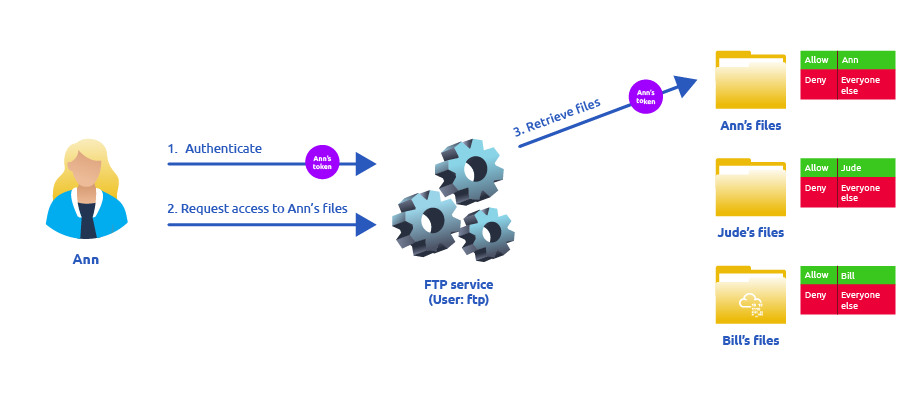 1. Authenticate
Ann's
token
2. Request access to Ann's files
Ann
FTP service
(User: ftp)
3. Retrieve files
Ann's
token
Allow Ann
Deny Everyone
else
Ann's files
Allow Jude
Deny Everyone
else
Jude's files
Allow Bill
Deny Everyone
else
Bill's files